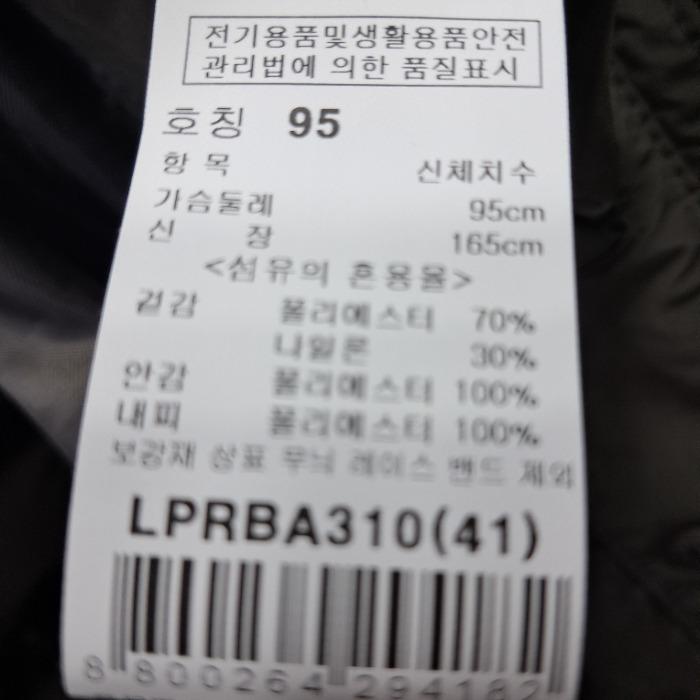 전기용품및생활용품안전
관리법에 의한 품질표시
호칭 95
항목 신체치수
가슴둘레 95cm
신 장 165cm
<섬유의 혼용율>
겉감 폴리에스터 70%
나일론 30%
안감 폴리에스터 100%
내피 폴리에스터 100%
보강재 상표 무늬 레이스 밴드 제외
LPRBA310(41)
8 800264 294182